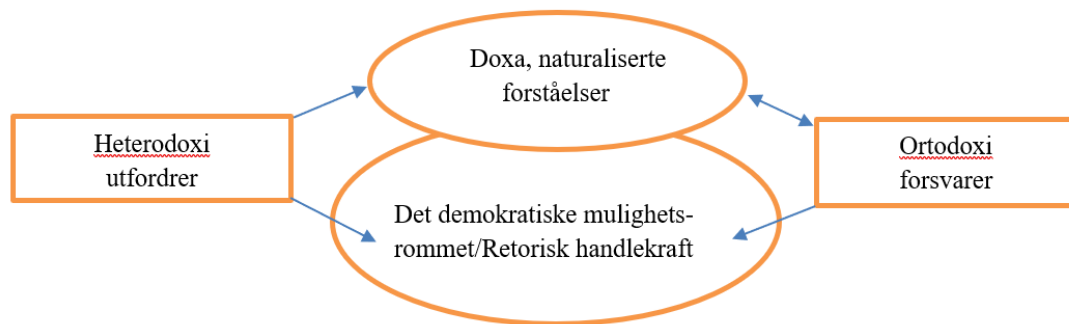 Doxa, naturaliserte
forståelser
Heterodoxi
utfordrer
Ortodoxi
forsvarer
Det demokratiske mulighets-
rommet/Retorisk handlekraft